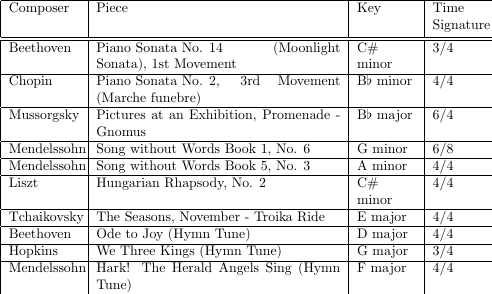 Composer Piece Key Time
Signature
Beethoven Piano Sonata No. 14 (Moonlight C# 3/4
Sonata), 1st Movement minor
Chopin Piano Sonata No. 2, 3rd Movement B♭ minor 4/4
(Marche funebre)
Mussorgsky Pictures at an Exhibition, Promenade - B♭ major 6/4
Gnomus
Mendelssohn Song without Words Book 1, No. 6 G minor 6/8
Mendelssohn Song without Words Book 5, No. 3 A minor 4/4
Liszt Hungarian Rhapsody, No. 2 C# 4/4
minor
Tchaikovsky The Seasons, November - Troika Ride E major 4/4
Beethoven Ode to Joy (Hymn Tune) D major 4/4
Hopkins We Three Kings (Hymn Tune) G major 3/4
Mendelssohn Hark! The Herald Angels Sing (Hymn F major 4/4
Tune)